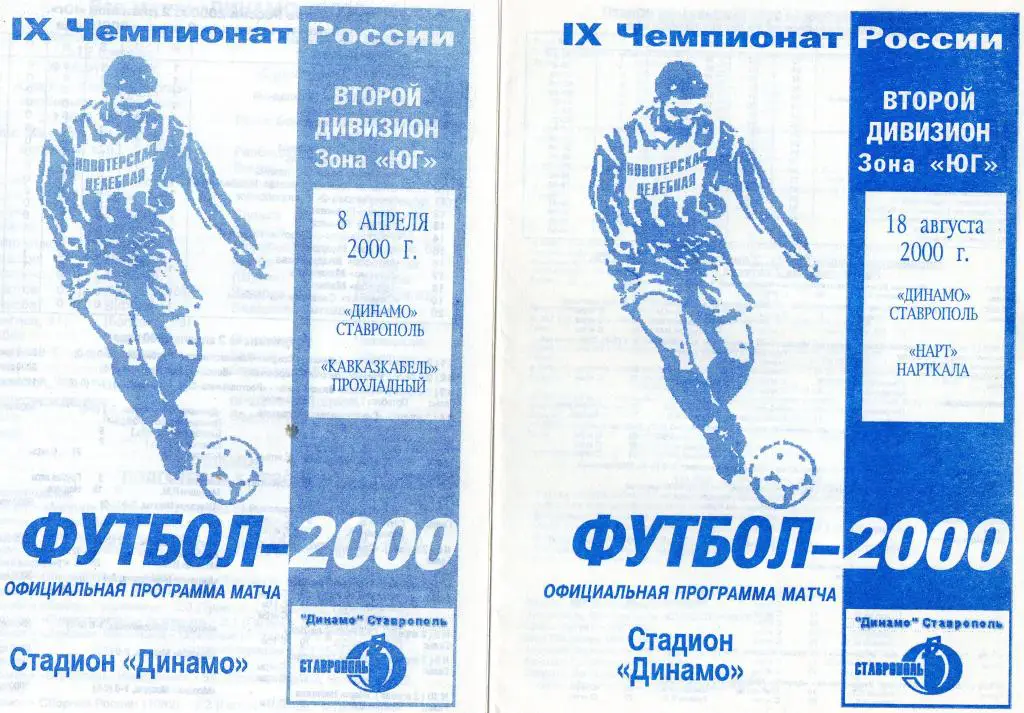 IX Чемпионат России
ВТОРОЙ
ДИВИЗИОН
Зона «ЮГ»
8 АПРЕЛЯ
2000 Г.
«ДИНАМО»
СТАВРОПОЛЬ
«КАВКАЗКАБЕЛЬ»
ПРОХЛАДНЫЙ
НОВОТЕРСКАЯ
ЦЕЛЕБНАЯ
ФУТБОЛ-2000
ОФИЦИАЛЬНАЯ ПРОГРАММА МАТЧА
Стадион «Динамо»
"Динамо" Ставрополь
СТАВРОПОЛЬ
IX Чемпионат России
ВТОРОЙ
ДИВИЗИОН
Зона «ЮГ»
18 августа
2000 г.
«ДИНАМО»
СТАВРОПОЛЬ
«НАРТ»
НАРТКАЛА
НОВОТЕРСКАЯ
ЦЕЛЕБНАЯ
ФУТБОЛ-2000
ОФИЦИАЛЬНАЯ ПРОГРАММА МАТЧА
Стадион
«Динамо»
"Динамо" Ставрополь
СТАВРОПОЛЬ